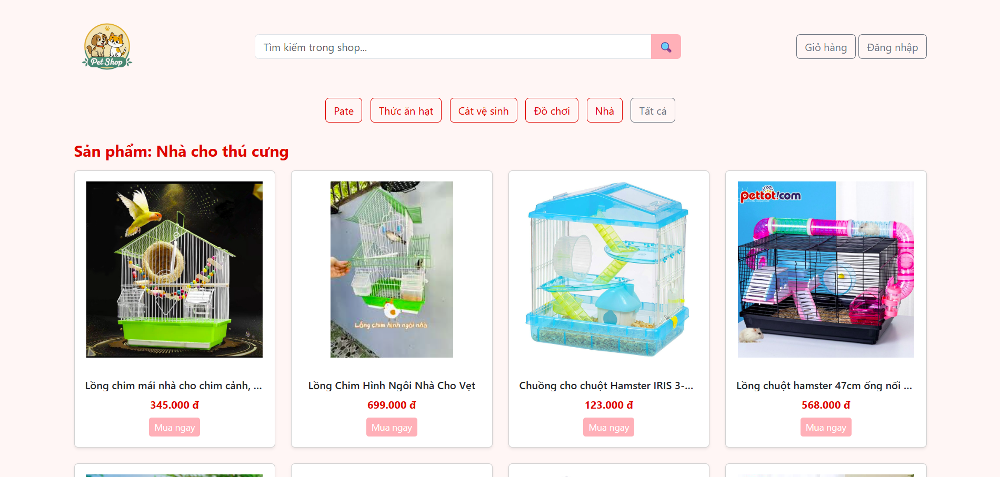 Pet Shop
Tìm kiếm trong shop...
Giỏ hàng
Đăng nhập
Pate
Thức ăn hạt
Cát vệ sinh
Đồ chơi
Nhà
Tất cả
Sản phẩm: Nhà cho thú cưng
Lồng chim hình ngôi nhà
pettot!com
Lồng chim mái nhà cho chim cảnh, ...
Lồng Chim Hình Ngôi Nhà Cho Vẹt
Chuồng cho chuột Hamster IRIS 3-...
Lồng chuột hamster 47cm ống nối ...
345.000 đ
699.000 đ
123.000 đ
568.000 đ
Mua ngay
Mua ngay
Mua ngay
Mua ngay